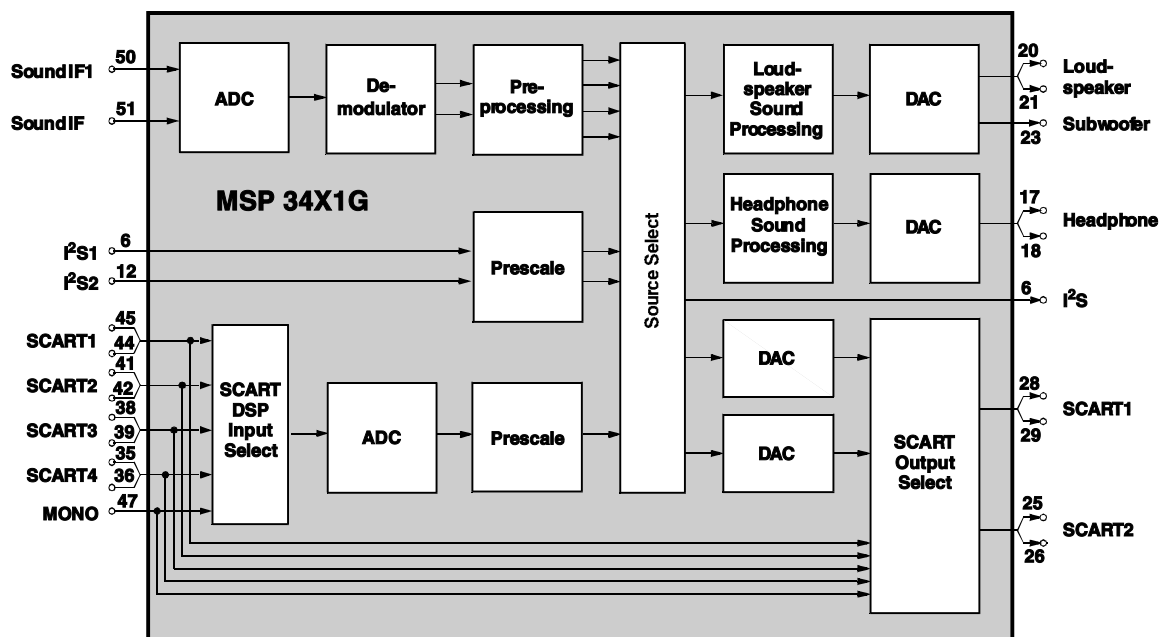 50
SoundIF1
51
SoundIF
ADC
De-
modulator
Pre-
processing
Loud-
speaker
Sound
Processing
DAC
20
Loud-
speaker
21
Subwoofer
23
MSP 34X1G
Source Select
Headphone
Sound
Processing
DAC
17
Headphone
18
I²S1
6
I²S2
12
Prescale
6
I²S
45
SCART1
44
41
SCART2
42
38
SCART3
39
35
SCART4
36
47
MONO
SCART
DSP
Input
Select
ADC
Prescale
DAC
DAC
SCART
Output
Select
28
SCART1
29
25
SCART2
26